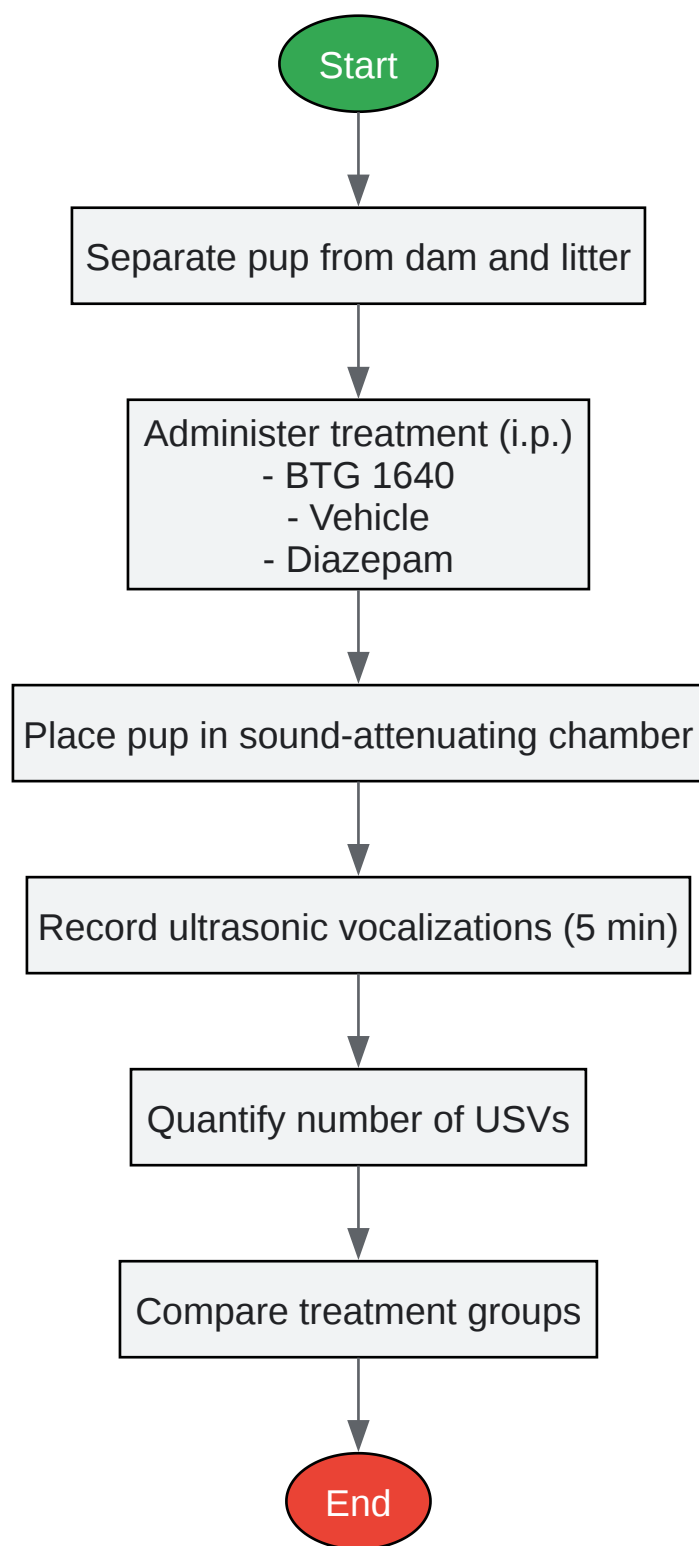 Start
Separate pup from dam and litter
Administer treatment (i.p.)
- BTG 1640
- Vehicle
- Diazepam
Place pup in sound-attenuating chamber
Record ultrasonic vocalizations (5 min)
Quantify number of USVs
Compare treatment groups
End